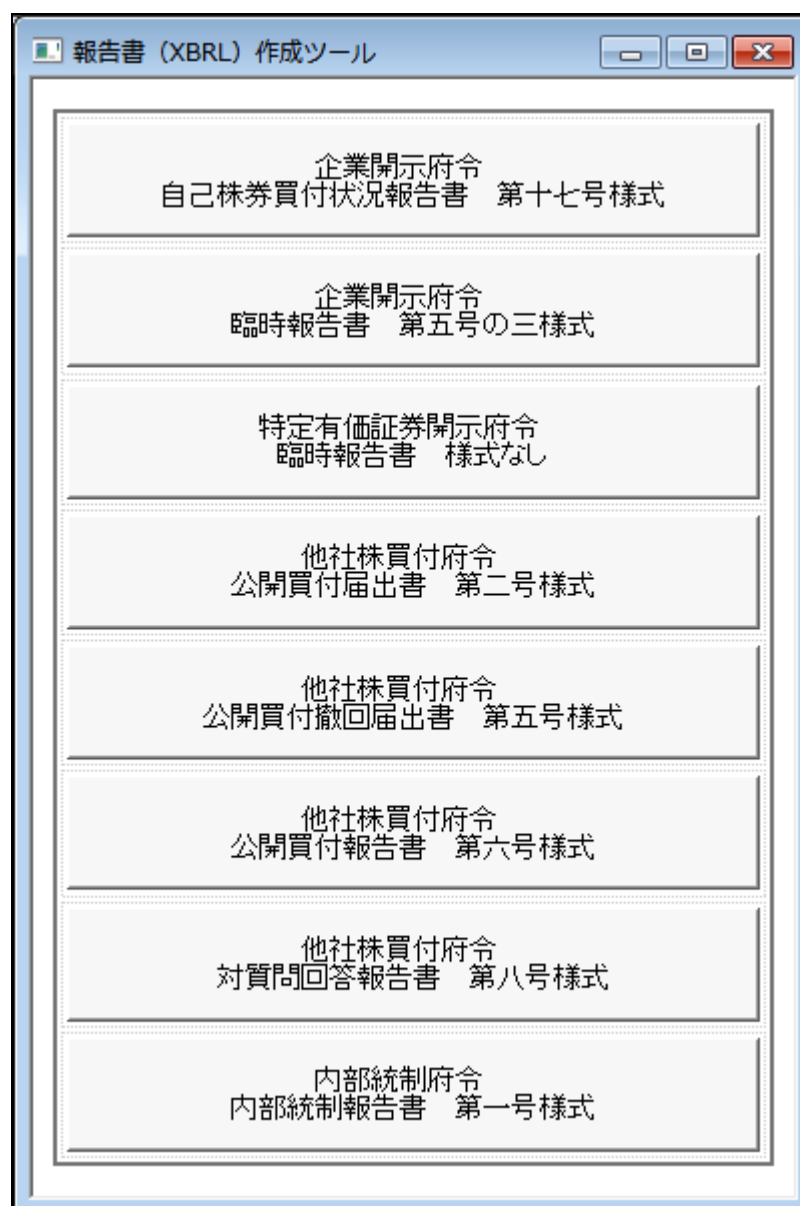 報告書（XBRL）作成ツール
企業開示府令
自己株券買付状況報告書　第十七号様式
企業開示府令
臨時報告書　第五号の三様式
特定有価証券開示府令
臨時報告書　様式なし
他社株買付府令
公開買付届出書　第二号様式
他社株買付府令
公開買付撤回届出書　第五号様式
他社株買付府令
公開買付報告書　第六号様式
他社株買付府令
対質問回答報告書　第八号様式
内部統制府令
内部統制報告書　第一号様式